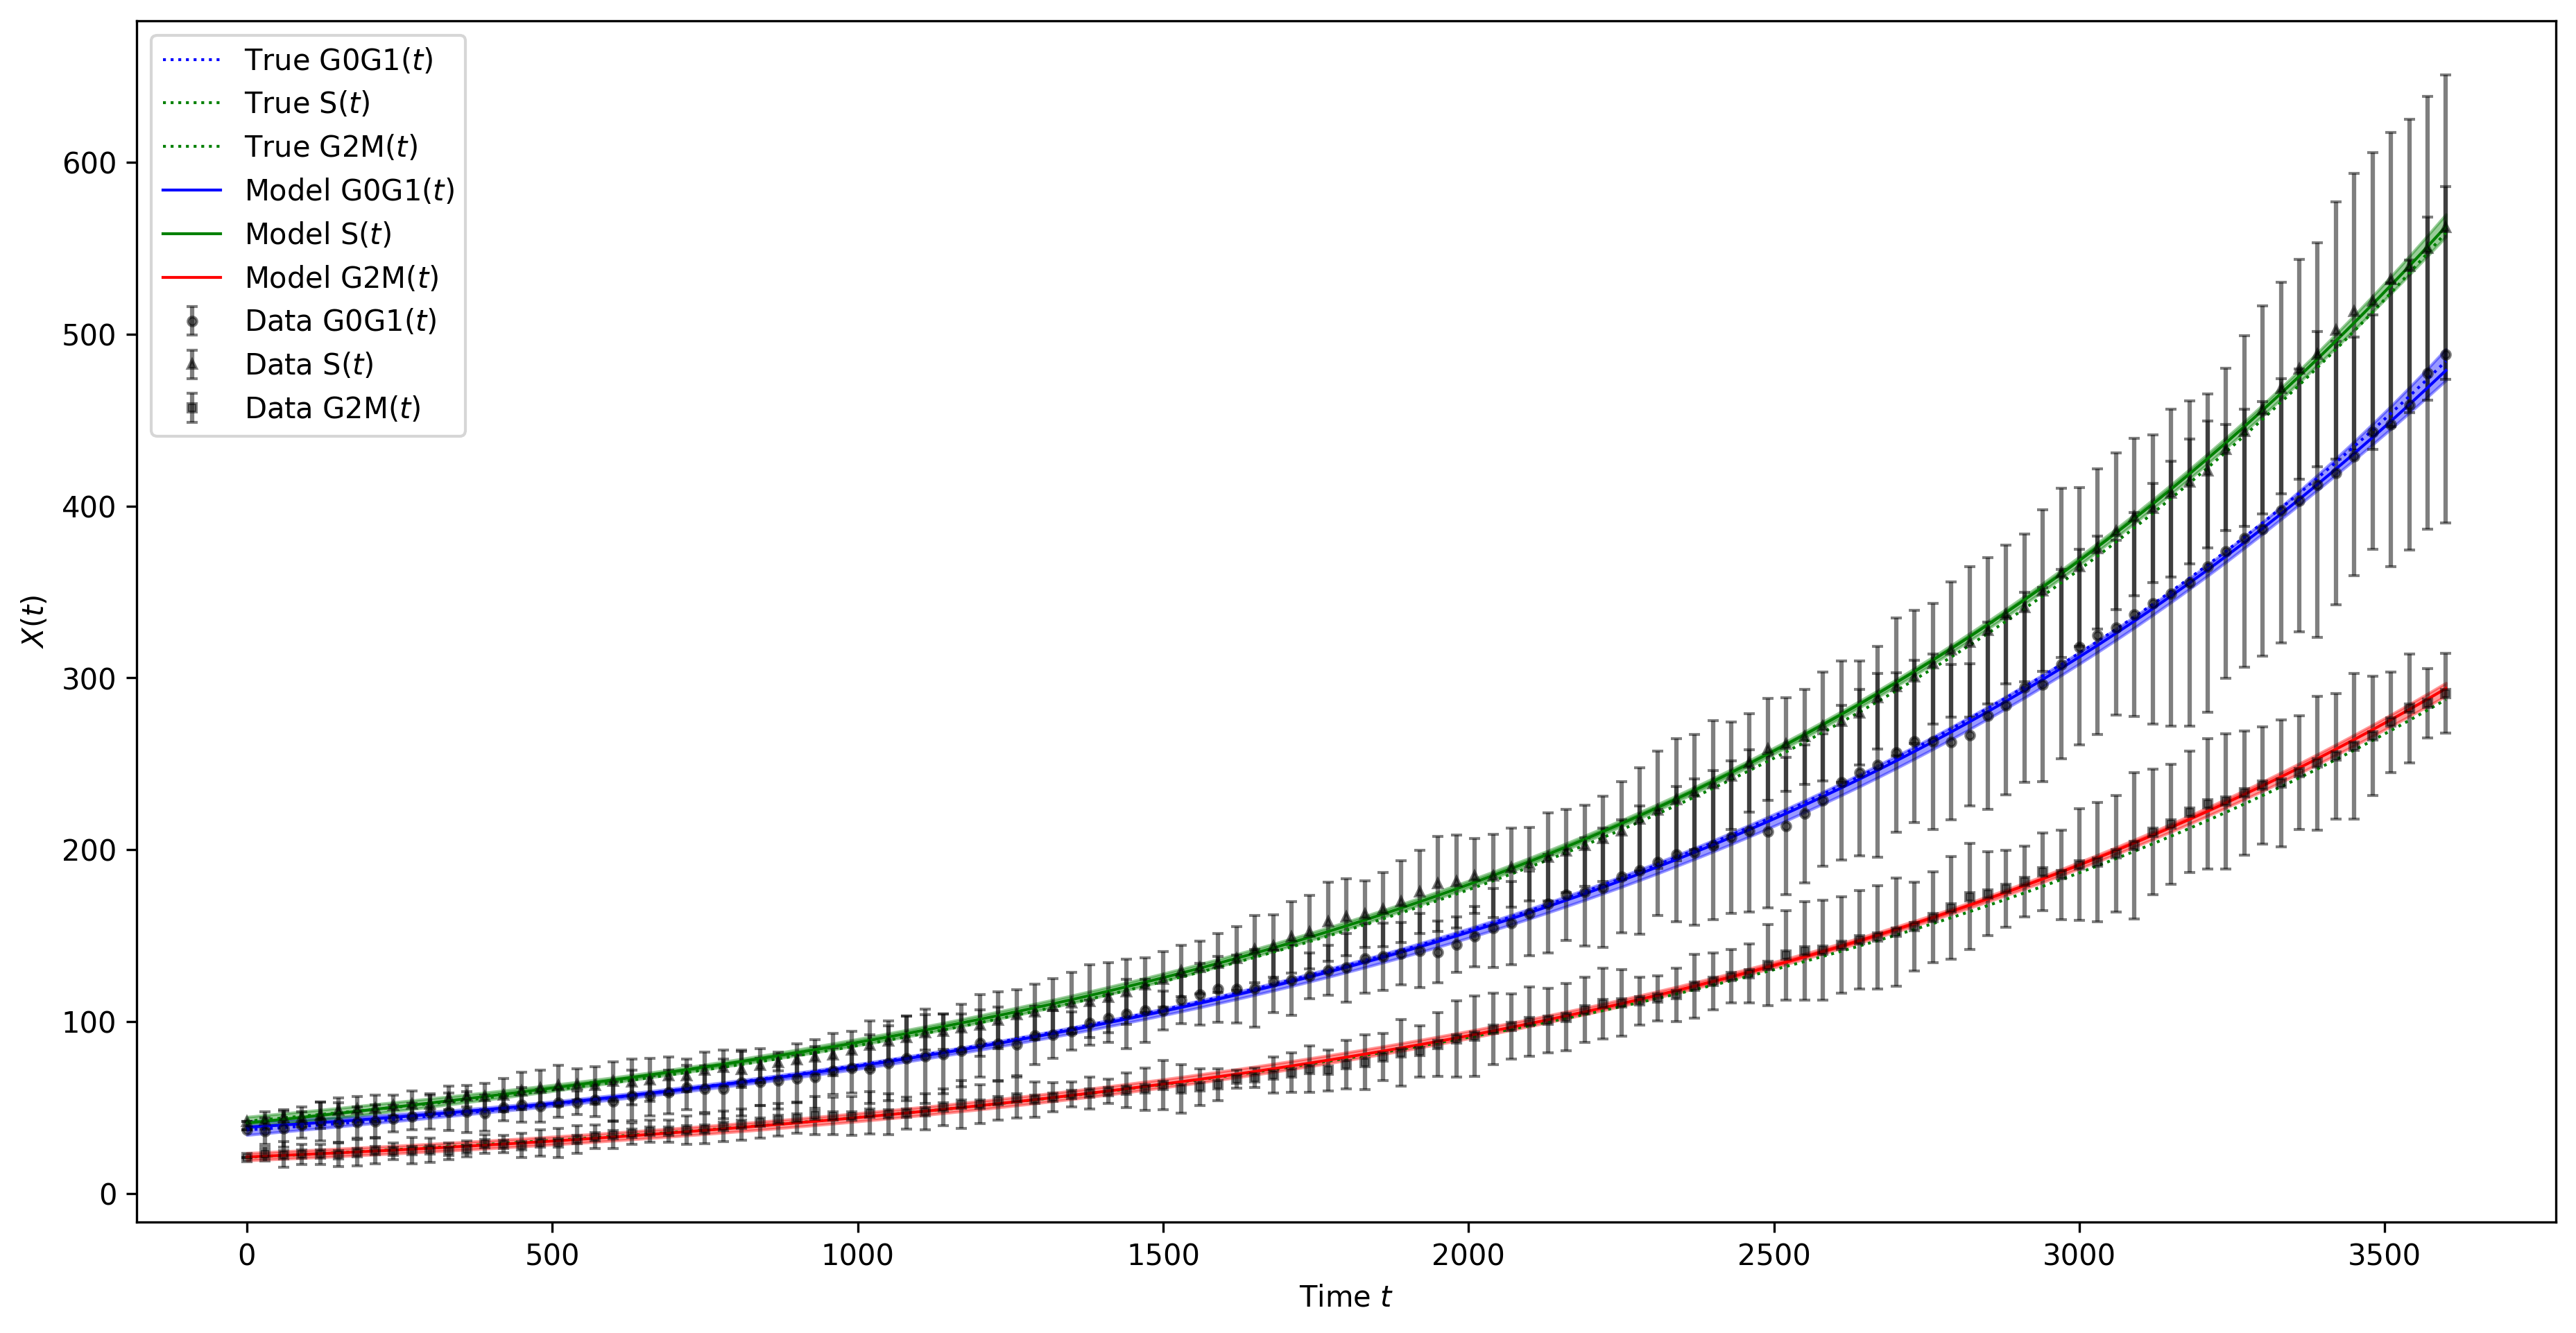 True G0G1(t)
True S(t)
True G2M(t)
Model G0G1(t)
Model S(t)
Model G2M(t)
Data G0G1(t)
Data S(t)
Data G2M(t)
600
500
400
300
200
100
0
X(t)
0 500 1000 1500 2000 2500 3000 3500
Time t